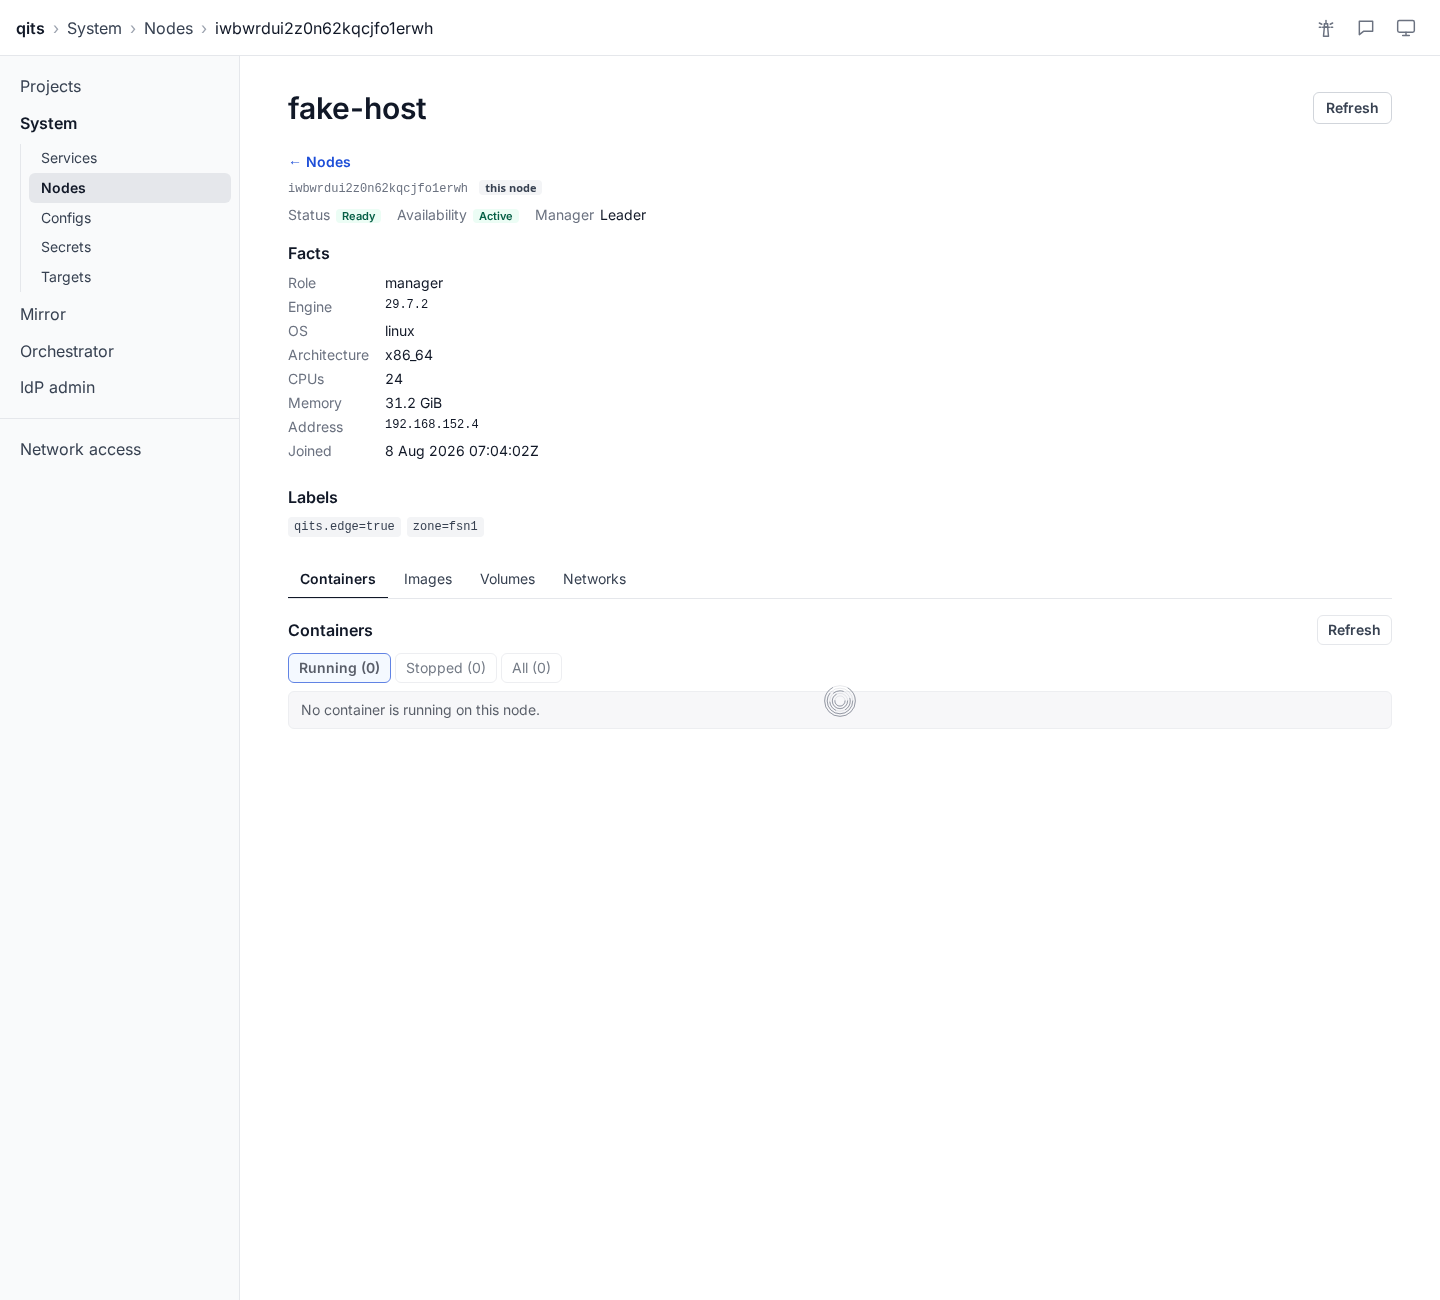 qits › System › Nodes › iwbwrdui2z0n62kqcjfo1erwh
Projects
System
Services
Nodes
Configs
Secrets
Targets
Mirror
Orchestrator
IdP admin
Network access
fake-host
Refresh
← Nodes
iwbwrdui2z0n62kqcjfo1erwh this node
Status Ready Availability Active Manager Leader
Facts
Role manager
Engine 29.7.2
OS linux
Architecture x86_64
CPUs 24
Memory 31.2 GiB
Address 192.168.152.4
Joined 8 Aug 2026 07:04:02Z
Labels
qits.edge=true zone=fsn1
Containers Images Volumes Networks
Containers
Refresh
Running (0) Stopped (0) All (0)
No container is running on this node.